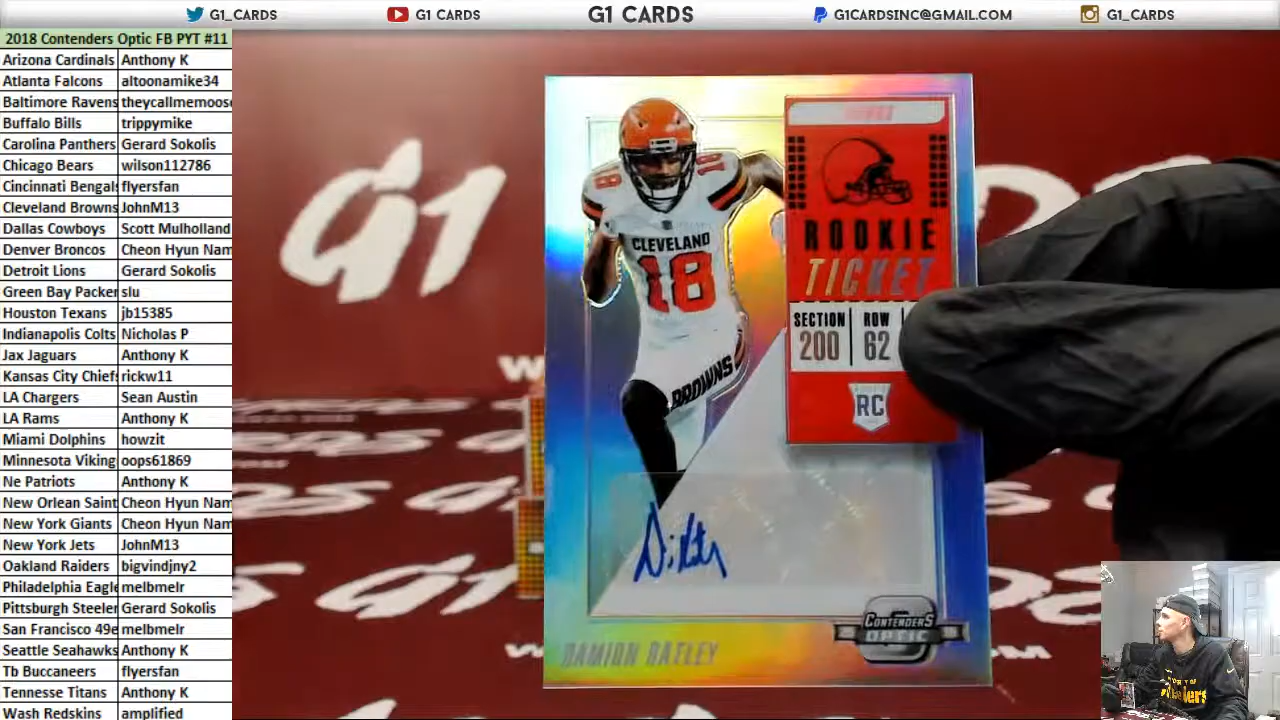 G1_CARDS
G1 CARDS
G1 CARDS
G1CARDSINC@GMAIL.COM
G1_CARDS
2018 Contenders Optic FB PYT #11
Arizona Cardinals Anthony K
Atlanta Falcons altoonamike34
Baltimore Ravens theycallmemoose
Buffalo Bills trippymike
Carolina Panthers Gerard Sokolis
Chicago Bears wilson112786
Cincinnati Bengals flyersfan
Cleveland Browns JohnM13
Dallas Cowboys Scott Mulholland
Denver Broncos Cheon Hyun Nam
Detroit Lions Gerard Sokolis
Green Bay Packer slu
Houston Texans jb15385
Indianapolis Colts Nicholas P
Jax Jaguars Anthony K
Kansas City Chiefs rickw11
LA Chargers Sean Austin
LA Rams Anthony K
Miami Dolphins howzit
Minnesota Viking oops61869
Ne Patriots Anthony K
New Orlean Saint Cheon Hyun Nam
New York Giants Cheon Hyun Nam
New York Jets JohnM13
Oakland Raiders bigvindjny2
Philadelphia Eagle melbmelr
Pittsburgh Steeler Gerard Sokolis
San Francisco 49e melbmelr
Seattle Seahawks Anthony K
Tb Buccaneers flyersfan
Tennesse Titans Anthony K
Wash Redskins amplified
G1
18
18
CLEVELAND
18
BROWNS
ROOKIE
TICKET
SECTION ROW
200 62
RC
CONTENDERS
OPTIC
DAMION RATLEY